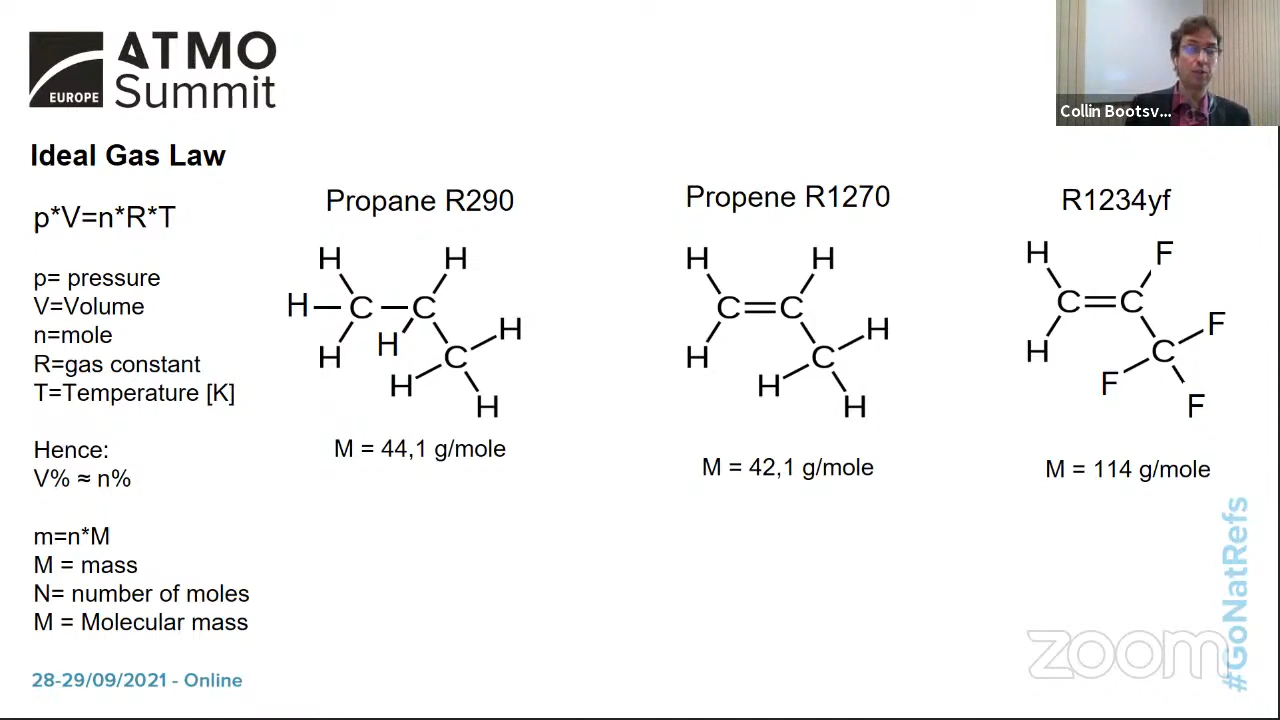 ATMO
EUROPE
Summit
Collin Bootsv...
Ideal Gas Law
p*V=n*R*T
p= pressure
V=Volume
n=mole
R=gas constant
T=Temperature [K]
Hence:
V% ≈ n%
m=n*M
M = mass
N= number of moles
M = Molecular mass
Propane R290
H H
H C C
H H H
H C
H
M = 44,1 g/mole
Propene R1270
H H
C C
H H
H C
H
M = 42,1 g/mole
R1234yf
H F
C C
H F
F C
F
M = 114 g/mole
28-29/09/2021 - Online
#GoNatRefs
zoom